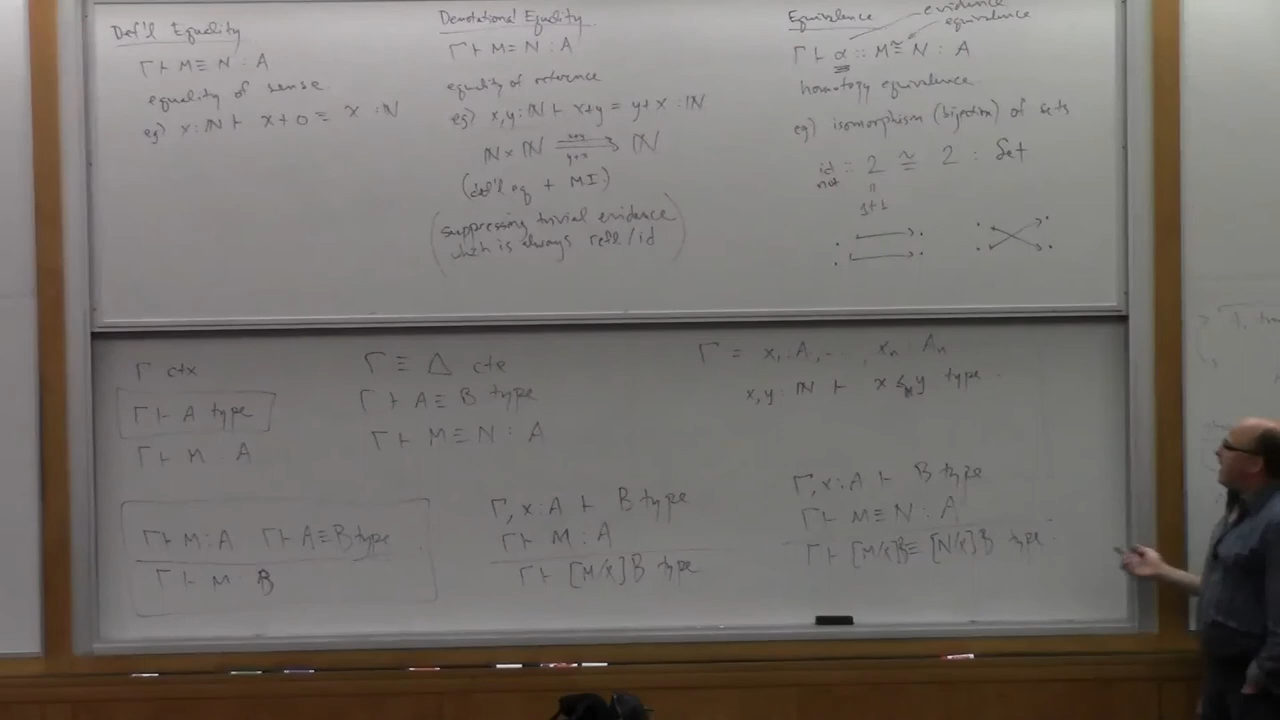 Def'l Equality
Γ ⊢ M ≡ N : A
equality of sense
eg) x:ℕ ⊢ x+0 ≡ x : ℕ
Denotational Equality
Γ ⊢ M = N : A
equality of reference
eg) x,y:ℕ ⊢ x+y = y+x : ℕ
ℕ × ℕ ⇉ ℕ
x+y
y+x
(def'l eq + MI)
(suppressing trivial evidence
which is always refl/id)
Equivalence
evidence
equivalence
Γ ⊢ α :: M ≅ N : A
homotopy equivalence
eg) isomorphism (bijection) of sets
id
not :: 2 ≅ 2 : Set
=
1+1
Γ ctx
Γ ⊢ A type
Γ ⊢ M : A
Γ ≡ Δ ctx
Γ ⊢ A ≡ B type
Γ ⊢ M ≡ N : A
Γ = x₁:A₁, ..., xₙ:Aₙ
x,y:ℕ ⊢ x ≤ℕ y type
Γ ⊢ M : A Γ ⊢ A ≡ B type
Γ ⊢ M : B
Γ, x:A ⊢ B type
Γ ⊢ M : A
Γ ⊢ [M/x]B type
Γ, x:A ⊢ B type
Γ ⊢ M ≡ N : A
Γ ⊢ [M/x]B ≡ [N/x]B type